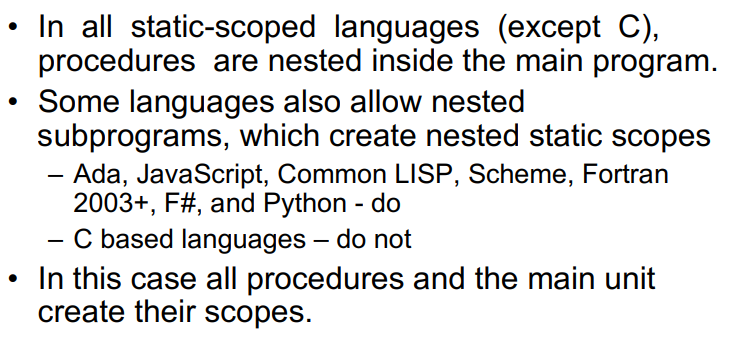 • In all static-scoped languages (except C),
procedures are nested inside the main program.
• Some languages also allow nested
subprograms, which create nested static scopes
– Ada, JavaScript, Common LISP, Scheme, Fortran
2003+, F#, and Python - do
– C based languages – do not
• In this case all procedures and the main unit
create their scopes.